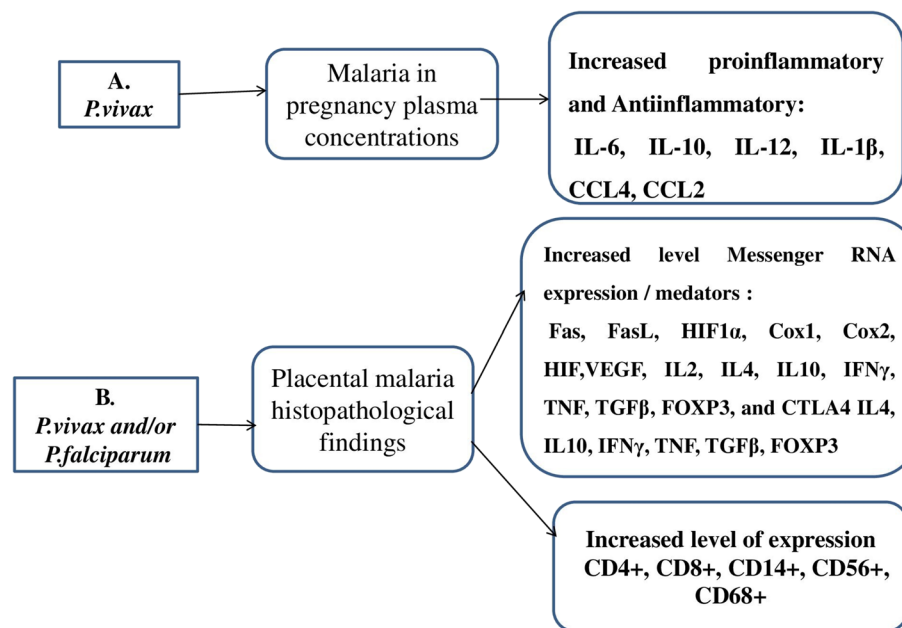 A.
P.vivax
Malaria in
pregnancy plasma
concentrations
Increased proinflammatory
and Antiinflammatory:
IL-6, IL-10, IL-12, IL-1β,
CCL4, CCL2
B.
P.vivax and/or
P.falciparum
Placental malaria
histopathological
findings
Increased level Messenger RNA
expression / medators :
Fas, FasL, HIF1α, Cox1, Cox2,
HIF,VEGF, IL2, IL4, IL10, IFNγ,
TNF, TGFβ, FOXP3, and CTLA4 IL4,
IL10, IFNγ, TNF, TGFβ, FOXP3
Increased level of expression
CD4+, CD8+, CD14+, CD56+,
CD68+